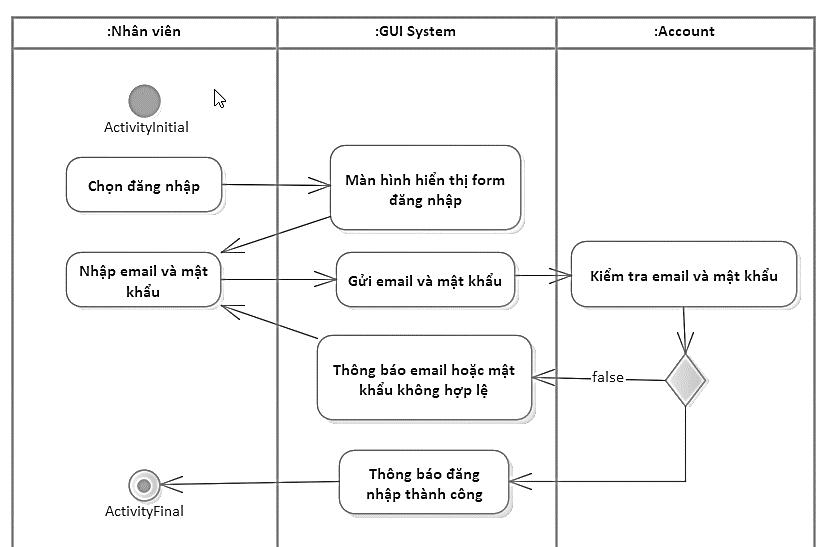 :Nhân viên
:GUI System
:Account
ActivityInitial
Chọn đăng nhập
Màn hình hiển thị form
đăng nhập
Nhập email và mật
khẩu
Gửi email và mật khẩu
Kiểm tra email và mật khẩu
Thông báo email hoặc mật
khẩu không hợp lệ
false
Thông báo đăng
nhập thành công
ActivityFinal